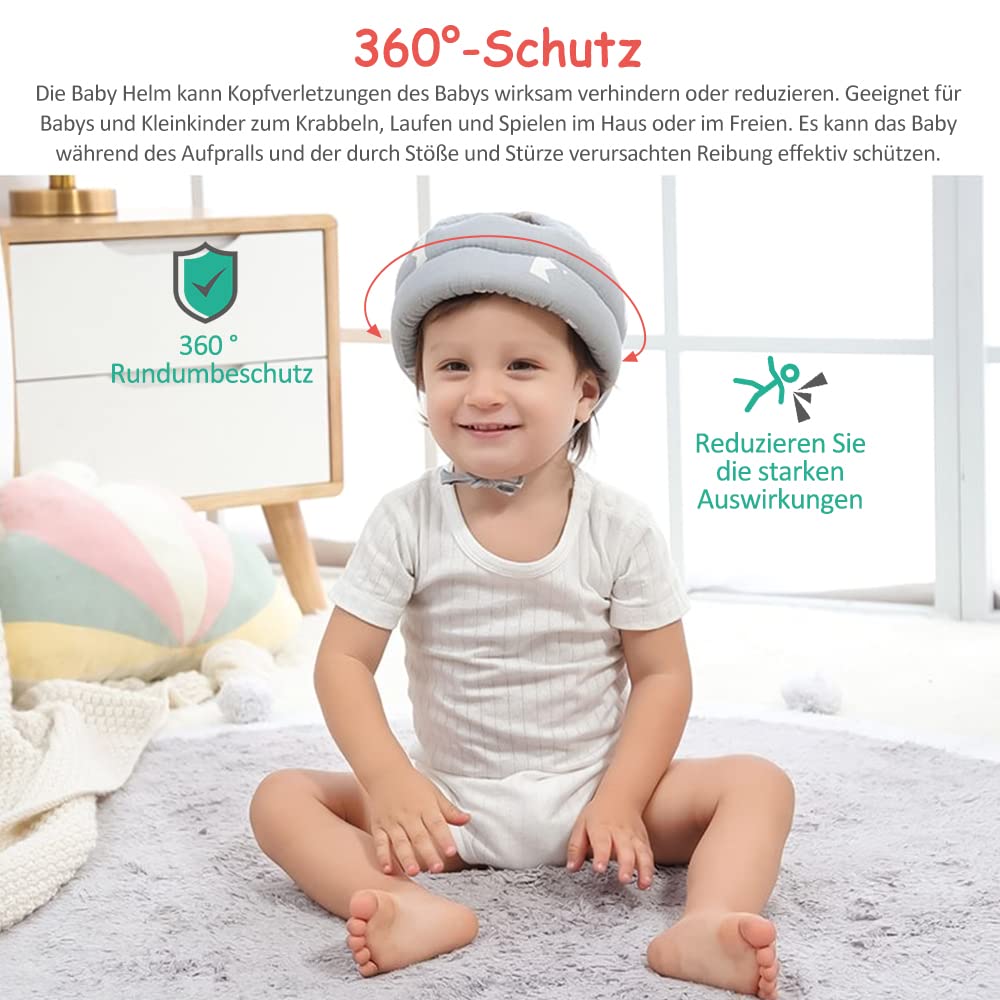 360°-Schutz
Die Baby Helm kann Kopfverletzungen des Babys wirksam verhindern oder reduzieren. Geeignet für
Babys und Kleinkinder zum Krabbeln, Laufen und Spielen im Haus oder im Freien. Es kann das Baby
während des Aufpralls und der durch Stöße und Stürze verursachten Reibung effektiv schützen.
360 °
Rundumbeschutz
Reduzieren Sie
die starken
Auswirkungen